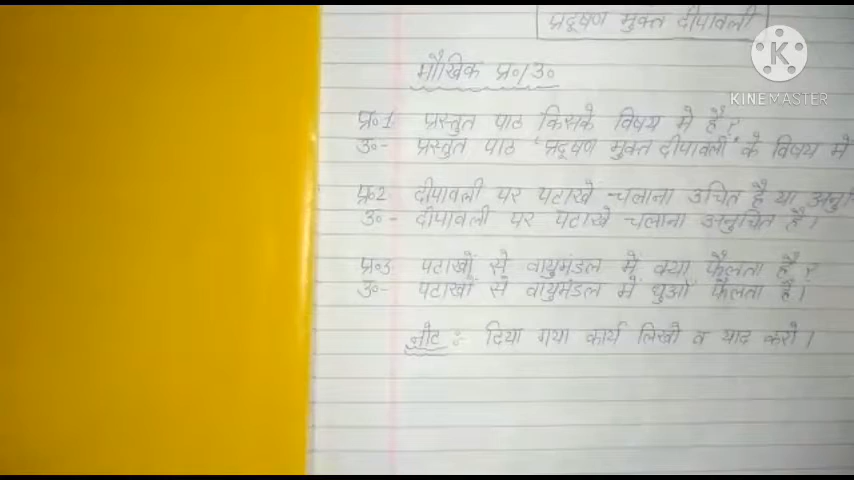 प्रदूषण मुक्त दीपावली
KINEMASTER
मौखिक प्र०/उ०
प्र०1 प्रस्तुत पाठ किसके विषय में है?
उ०- प्रस्तुत पाठ 'प्रदूषण मुक्त दीपावली' के विषय में
प्र०2 दीपावली पर पटाखे चलाना उचित है या
उ०- दीपावली पर पटाखे चलाना अनुचित है।
प्र०3 पटाखों से वायुमंडल में क्या फैलता है?
उ०- पटाखों से वायुमंडल में धुआँ फैलता है।
नोट :- दिया गया कार्य लिखो व याद करो।